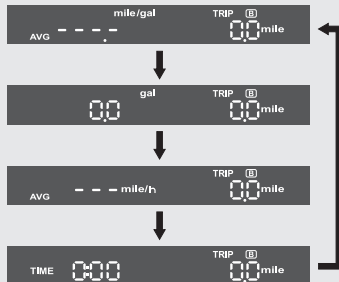 mile/gal TRIP B
AVG - - - . - 0.0 mile
gal TRIP B
0.0 0.0 mile
TRIP B
AVG - - - mile/h 0.0 mile
TRIP B
TIME 0:00 0.0 mile